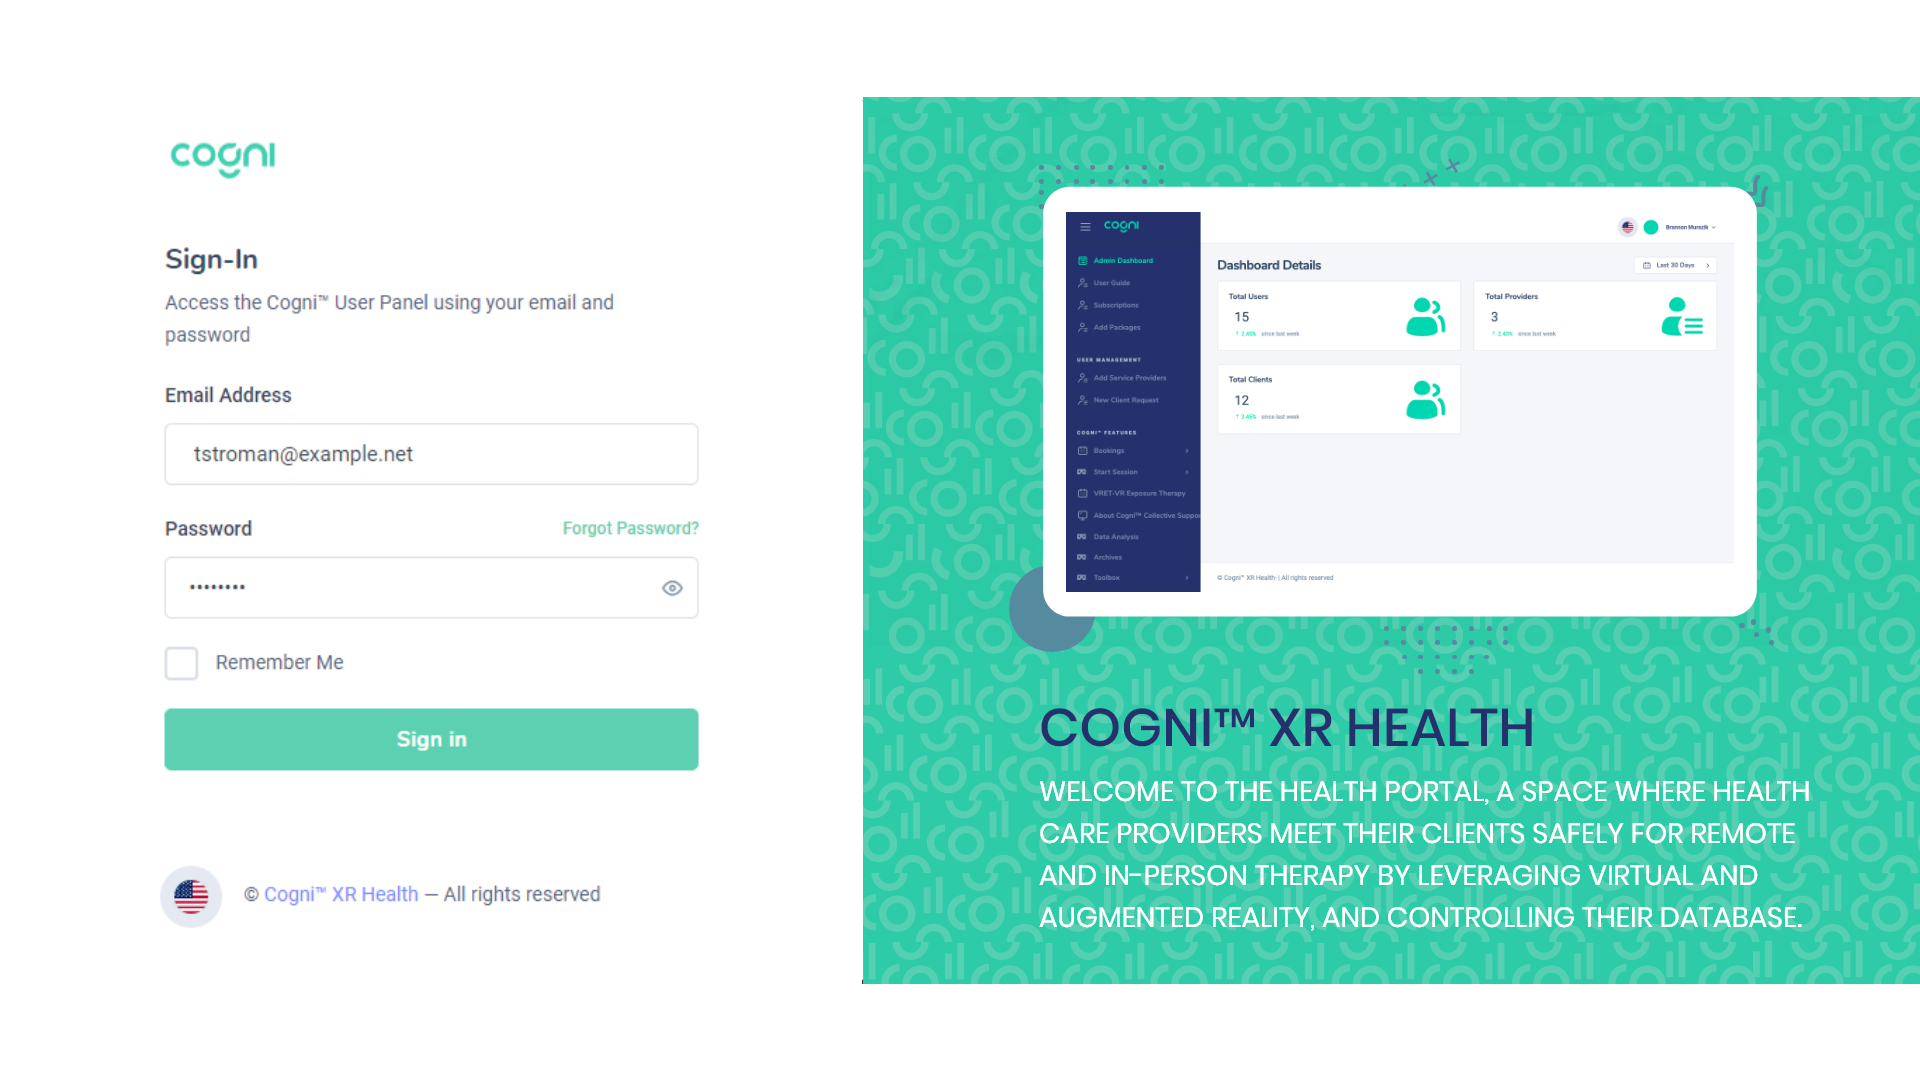 cogni
Sign-In
Access the Cogni™ User Panel using your email and
password
Email Address
tstroman@example.net
Password
Forgot Password?
••••••••
Remember Me
Sign in
© Cogni™ XR Health — All rights reserved
cogni
Brannon Murazik
Admin Dashboard
User Guide
Subscriptions
Add Packages
USER MANAGEMENT
Add Service Providers
New Client Request
COGNI™ FEATURES
Bookings
Start Session
VRET-VR Exposure Therapy
About Cogni™ Collective Suppor
Data Analysis
Archives
Toolbox
Dashboard Details
Last 30 Days
Total Users
15
↑ 2.45% since last week
Total Providers
3
↑ 2.45% since last week
Total Clients
12
↑ 2.45% since last week
© Cogni™ XR Health- | All rights reserved
COGNI™ XR HEALTH
WELCOME TO THE HEALTH PORTAL, A SPACE WHERE HEALTH
CARE PROVIDERS MEET THEIR CLIENTS SAFELY FOR REMOTE
AND IN-PERSON THERAPY BY LEVERAGING VIRTUAL AND
AUGMENTED REALITY, AND CONTROLLING THEIR DATABASE.